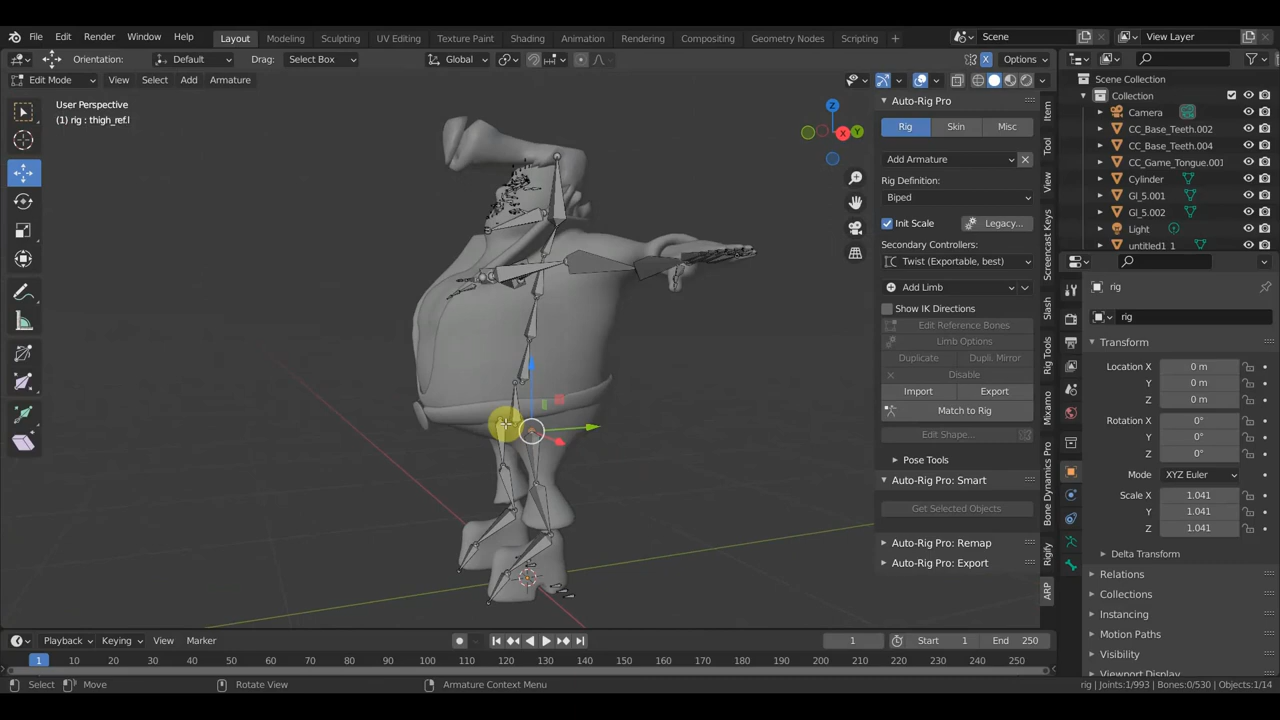 File Edit Render Window Help Layout Modeling Sculpting UV Editing Texture Paint Shading Animation Rendering Compositing Geometry Nodes Scripting + Scene View Layer
Orientation: Default Drag: Select Box Global X Options
Edit Mode View Select Add Armature
User Perspective
(1) rig : thigh_ref.l
Z
Y
X
Auto-Rig Pro
Rig Skin Misc
Add Armature
Rig Definition:
Biped
Init Scale Legacy...
Secondary Controllers:
Twist (Exportable, best)
Add Limb
Show IK Directions
Edit Reference Bones
Limb Options
Duplicate Dupli. Mirror
Disable
Import Export
Match to Rig
Edit Shape...
Pose Tools
Auto-Rig Pro: Smart
Get Selected Objects
Auto-Rig Pro: Remap
Auto-Rig Pro: Export
Item
Tool
View
Screencast Keys
Slash
Rig Tools
Mixamo
Bone Dynamics Pro
Rigify
ARP
Scene Collection
Collection
Camera
CC_Base_Teeth.002
CC_Base_Teeth.004
CC_Game_Tongue.001
Cylinder
GI_5.001
GI_5.002
Light
untitled1_1
rig
rig
Transform
Location X 0 m
Y 0 m
Z 0 m
Rotation X 0°
Y 0°
Z 0°
Mode XYZ Euler
Scale X 1.041
Y 1.041
Z 1.041
Delta Transform
Relations
Collections
Instancing
Motion Paths
Visibility
Viewport Display
Playback Keying View Marker 1 Start 1 End 250
1 10 20 30 40 50 60 70 80 90 100 110 120 130 140 150 160 170 180 190 200 210 220 230 240 250
Select Move Rotate View Armature Context Menu rig | Joints:1/993 | Bones:0/530 | Objects:1/14